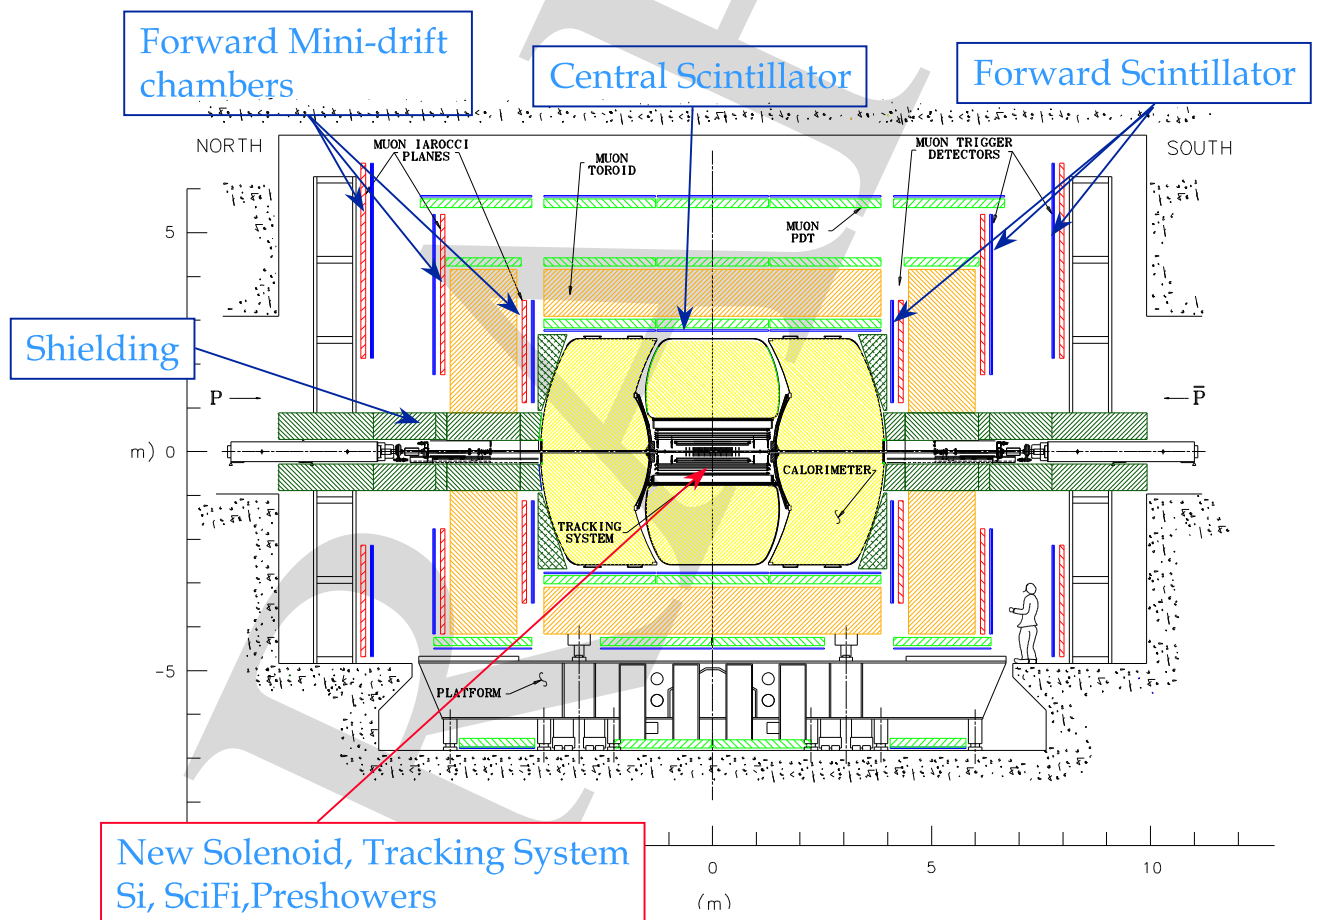 Forward Mini-drift
chambers
Central Scintillator
Forward Scintillator
NORTH
MUON IAROCCI
PLANES
MUON
TOROID
MUON TRIGGER
DETECTORS
SOUTH
5
MUON
PDT
Shielding
P
P̅
m) 0
CALORIMETER
TRACKING
SYSTEM
-5
PLATFORM
New Solenoid, Tracking System
Si, SciFi,Preshowers
0
5
10
(m)